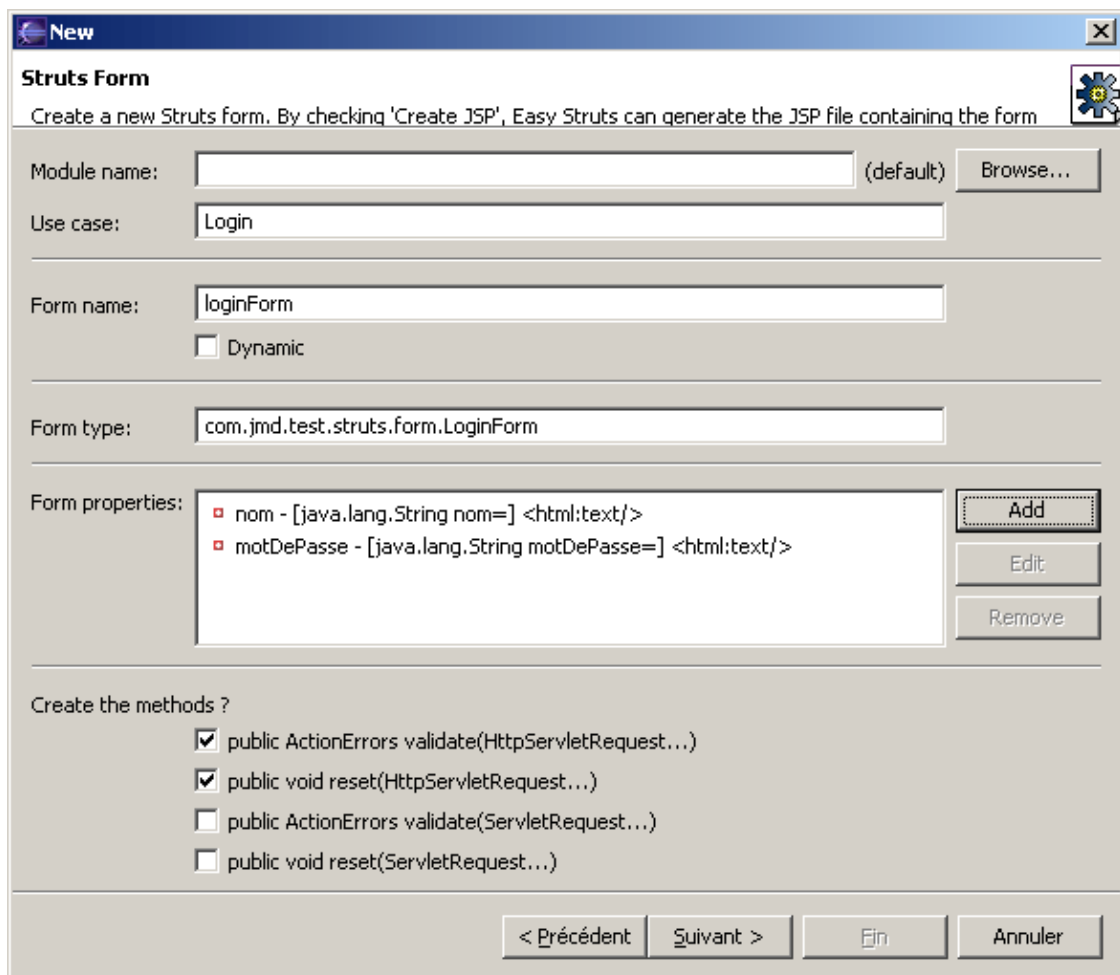 New
Struts Form
Create a new Struts form. By checking 'Create JSP', Easy Struts can generate the JSP file containing the form
Module name: (default) Browse...
Use case: Login
Form name: loginForm
Dynamic
Form type: com.jmd.test.struts.form.LoginForm
Form properties: nom - [java.lang.String nom=] <html:text/> Add
motDePasse - [java.lang.String motDePasse=] <html:text/>
Edit
Remove
Create the methods ?
public ActionErrors validate(HttpServletRequest...)
public void reset(HttpServletRequest...)
public ActionErrors validate(ServletRequest...)
public void reset(ServletRequest...)
< Précédent Suivant > Fin Annuler